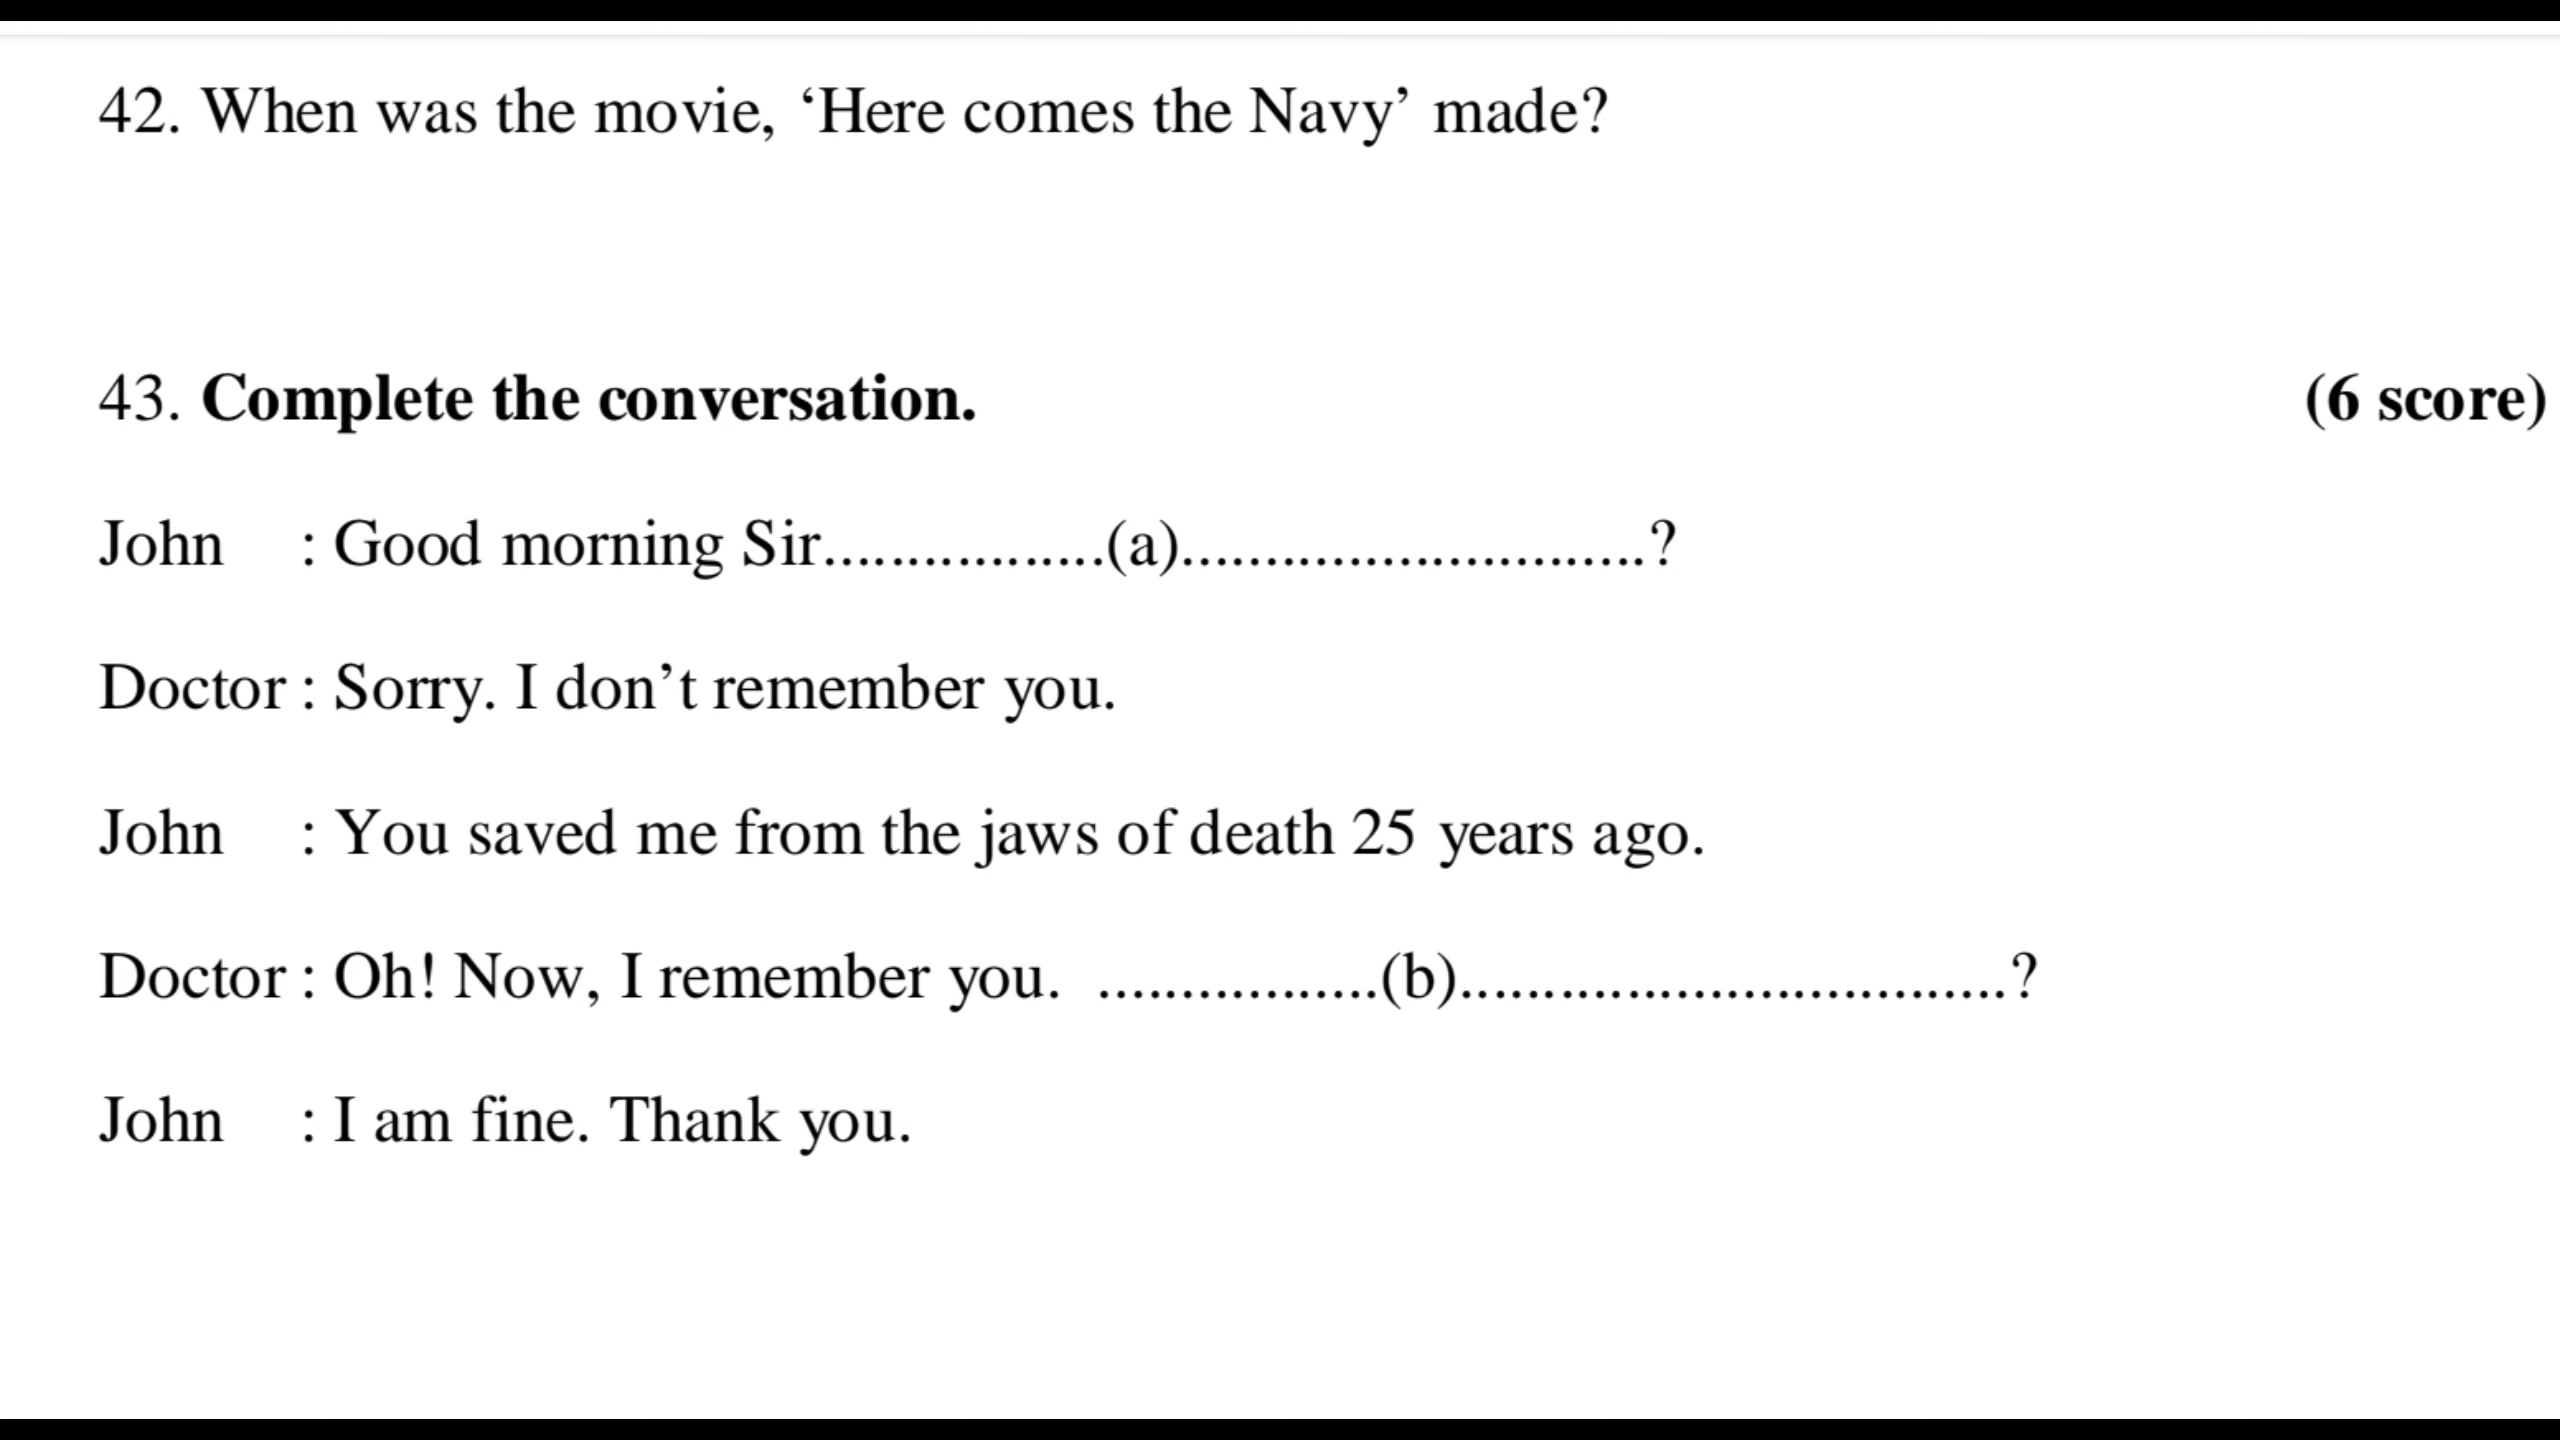 42. When was the movie, ‘Here comes the Navy’ made?
43. Complete the conversation. (6 score)
John : Good morning Sir.................(a)............................?
Doctor : Sorry. I don’t remember you.
John : You saved me from the jaws of death 25 years ago.
Doctor : Oh! Now, I remember you. .................(b).................................?
John : I am fine. Thank you.